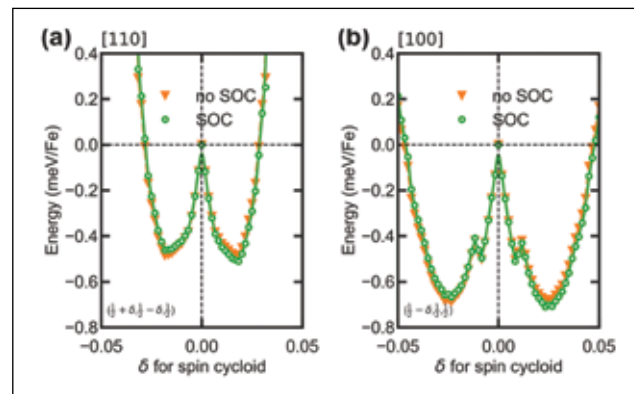 (a) [110]
0.4
0.2
0.0
−0.2
−0.4
−0.6
−0.8
Energy (meV/Fe)
no SOC
SOC
−0.05 0.00 0.05
δ for spin cycloid
(b) [100]
0.4
0.2
0.0
−0.2
−0.4
−0.6
−0.8
Energy (meV/Fe)
no SOC
SOC
−0.05 0.00 0.05
δ for spin cycloid